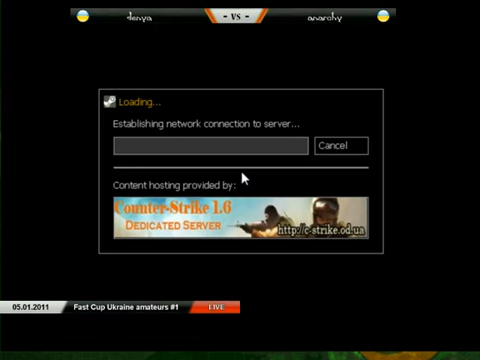 denya - VS - anarchy
Loading...
Establishing network connection to server...
Cancel
Content hosting provided by:
Counter-Strike 1.6
DEDICATED SERVER
http://c-strike.od.ua
05.01.2011 Fast Cup Ukraine amateurs #1 LIVE